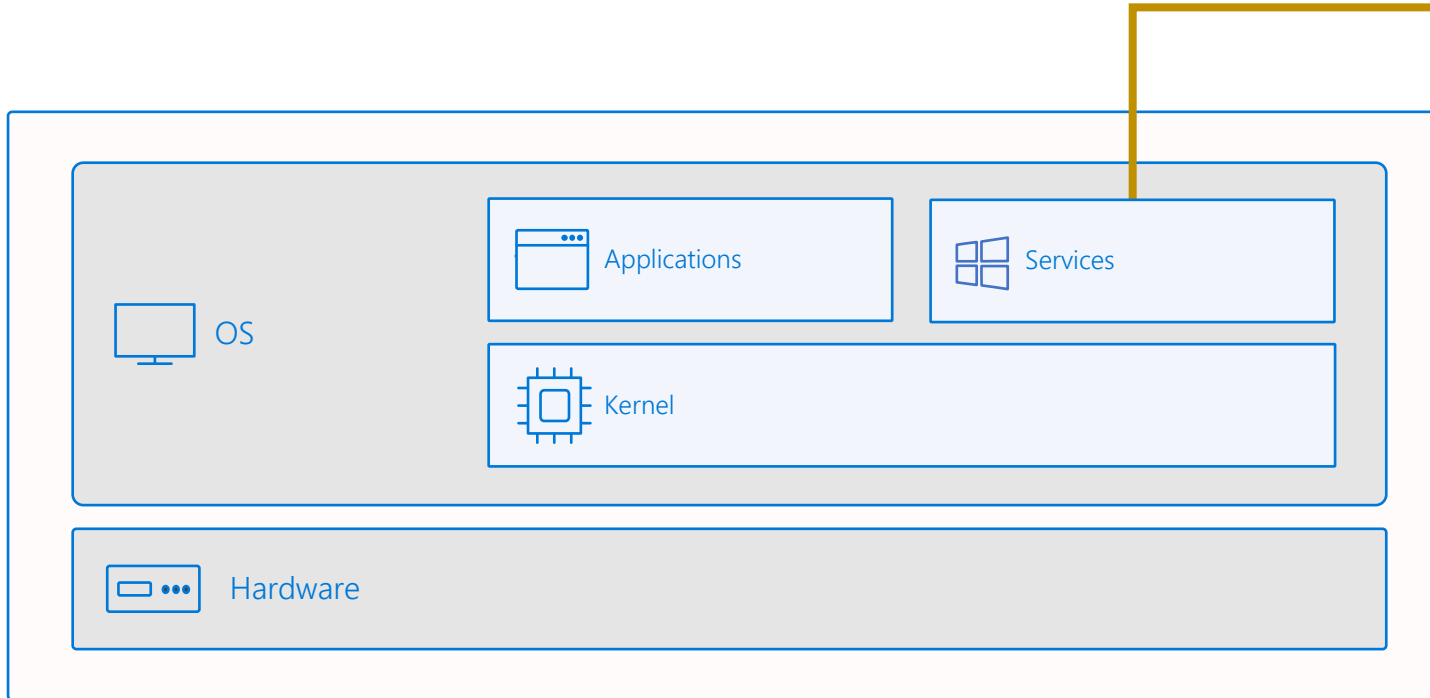 Applications
Services
OS
Kernel
Hardware